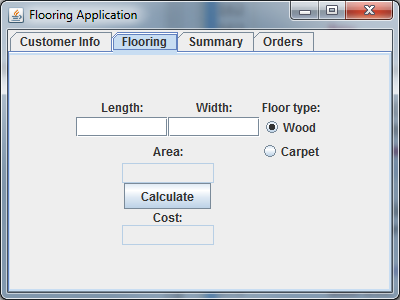 Flooring Application
Customer Info Flooring Summary Orders
Length: Width: Floor type:
Wood
Area: Carpet
Calculate
Cost: